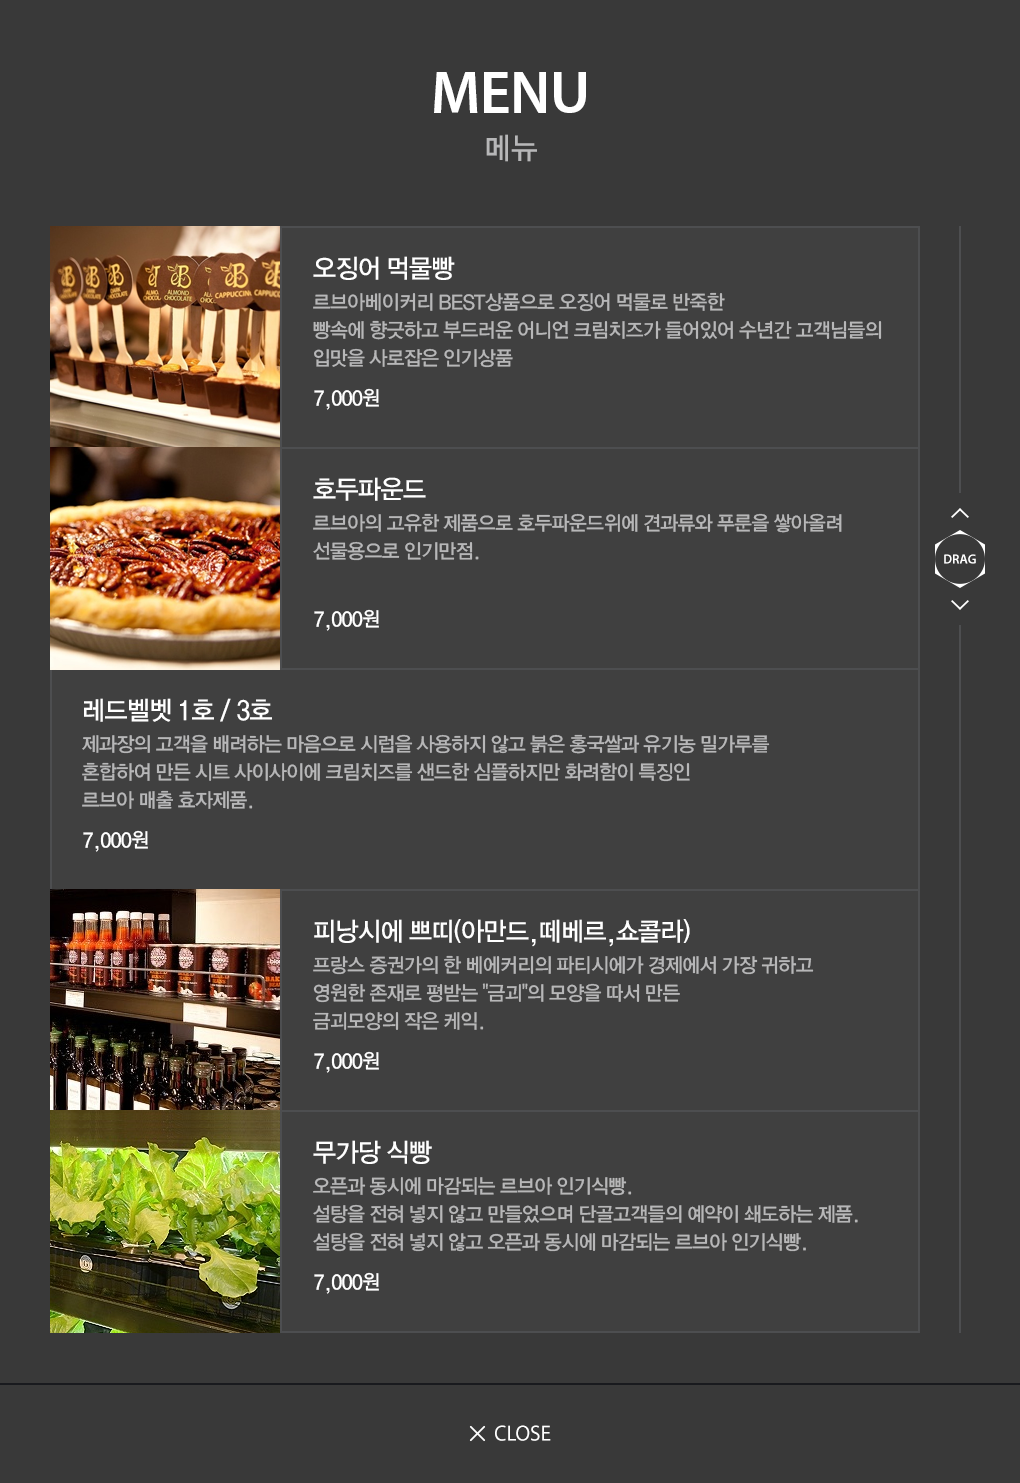 MENU
메뉴
오징어 먹물빵
르브아베이커리 BEST상품으로 오징어 먹물로 반죽한
빵속에 향긋하고 부드러운 어니언 크림치즈가 들어있어 수년간 고객님들의
입맛을 사로잡은 인기상품
7,000원
호두파운드
르브아의 고유한 제품으로 호두파운드위에 견과류와 푸룬을 쌓아올려
선물용으로 인기만점.
7,000원
DRAG
레드벨벳 1호 / 3호
제과장의 고객을 배려하는 마음으로 시럽을 사용하지 않고 붉은 홍국쌀과 유기농 밀가루를
혼합하여 만든 시트 사이사이에 크림치즈를 샌드한 심플하지만 화려함이 특징인
르브아 매출 효자제품.
7,000원
피낭시에 쁘띠(아만드,떼베르,쇼콜라)
프랑스 증권가의 한 베에커리의 파티시에가 경제에서 가장 귀하고
영원한 존재로 평받는 "금괴"의 모양을 따서 만든
금괴모양의 작은 케익.
7,000원
무가당 식빵
오픈과 동시에 마감되는 르브아 인기식빵.
설탕을 전혀 넣지 않고 만들었으며 단골고객들의 예약이 쇄도하는 제품.
설탕을 전혀 넣지 않고 오픈과 동시에 마감되는 르브아 인기식빵.
7,000원
CLOSE